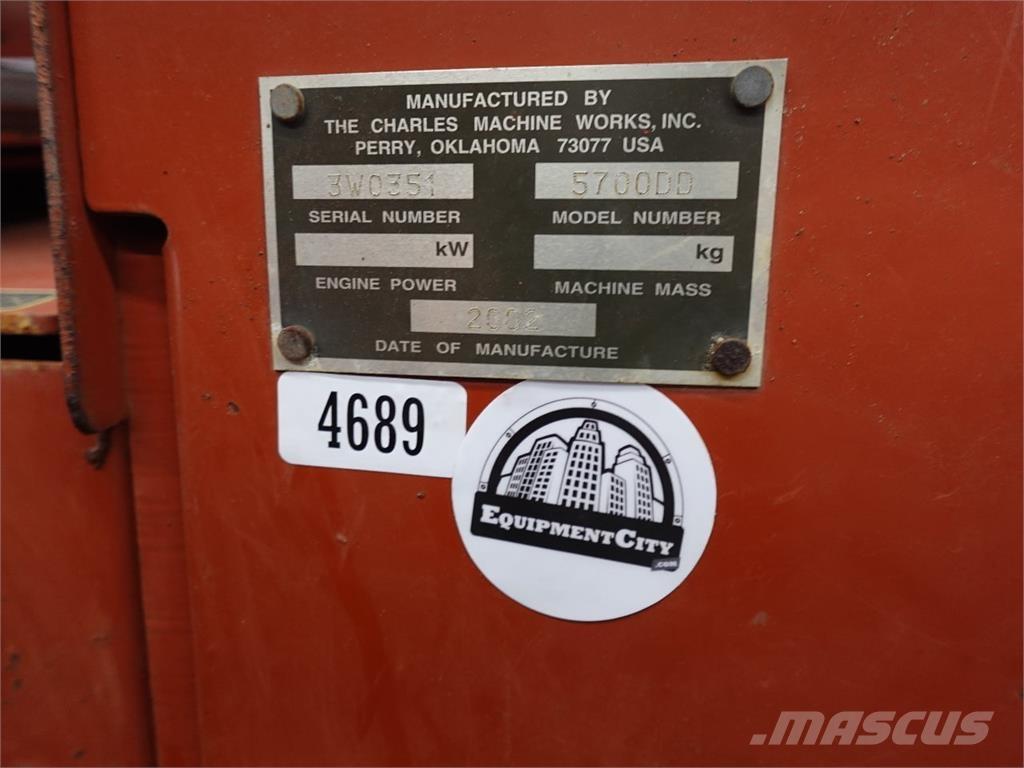 MANUFACTURED BY
THE CHARLES MACHINE WORKS, INC.
PERRY, OKLAHOMA 73077 USA
3W0351 5700DD
SERIAL NUMBER MODEL NUMBER
kW kg
ENGINE POWER MACHINE MASS
2002
DATE OF MANUFACTURE
4689
EQUIPMENTCITY
.COM
MASCUS